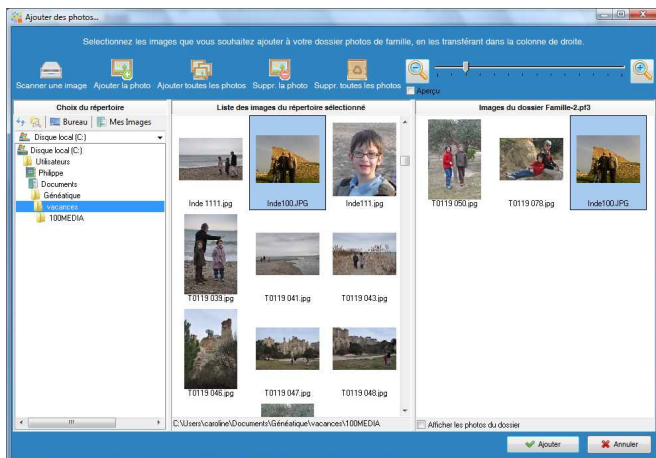 Ajouter des photos...
Selectionnez les images que vous souhaitez ajouter à votre dossier photos de famille, en les transférant dans la colonne de droite.
Scanner une image Ajouter la photo Ajouter toutes les photos Suppr. la photo Suppr. toutes les photos
Aperçu
Choix du répertoire Liste des images du répertoire sélectionné Images du dossier Famille-2.pf3
Bureau Mes Images
Disque local (C:)
Disque local (C:)
Utilisateurs
Philippe
Documents
Généatique
vacances
100MEDIA
Inde 1111.jpg Inde100.JPG Inde111.jpg
T0119 039.jpg T0119 041.jpg T0119 043.jpg
T0119 046.jpg T0119 047.jpg T0119 048.jpg
T0119 050.jpg T0119 078.jpg Inde100.JPG
C:\Users\caroline\Documents\Généatique\vacances\100MEDIA
Afficher les photos du dossier
Ajouter Annuler